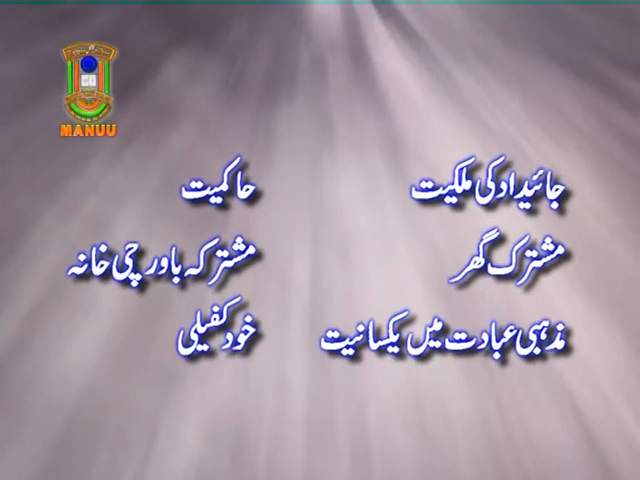 MANUU
جائیداد کی ملکیت حاکمیت
مشترک گھر مشترکہ باورچی خانہ
مذہبی عبادت میں یکسانیت خود کفیلی